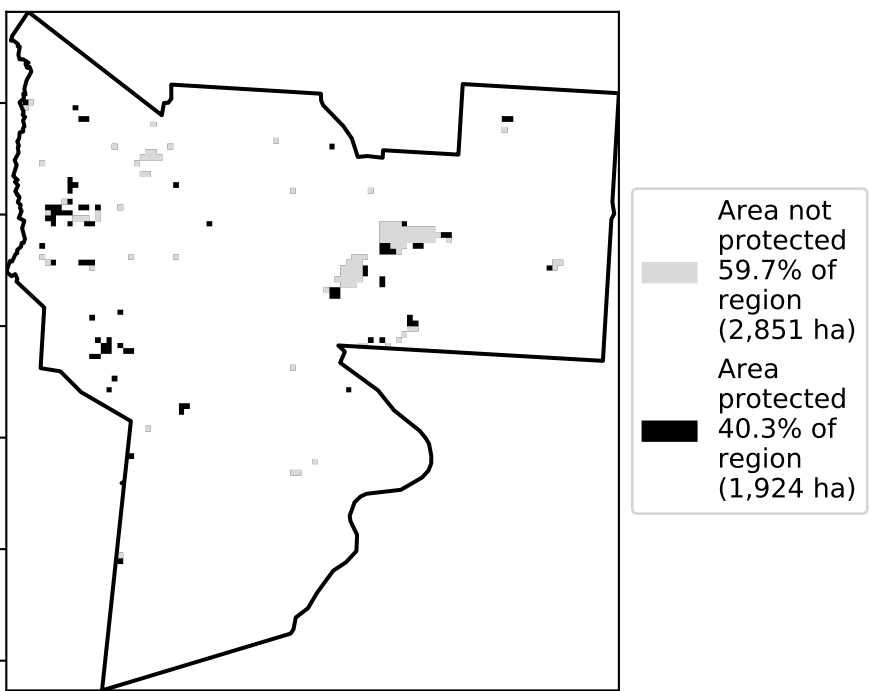 Area not
protected
59.7% of
region
(2,851 ha)
Area
protected
40.3% of
region
(1,924 ha)